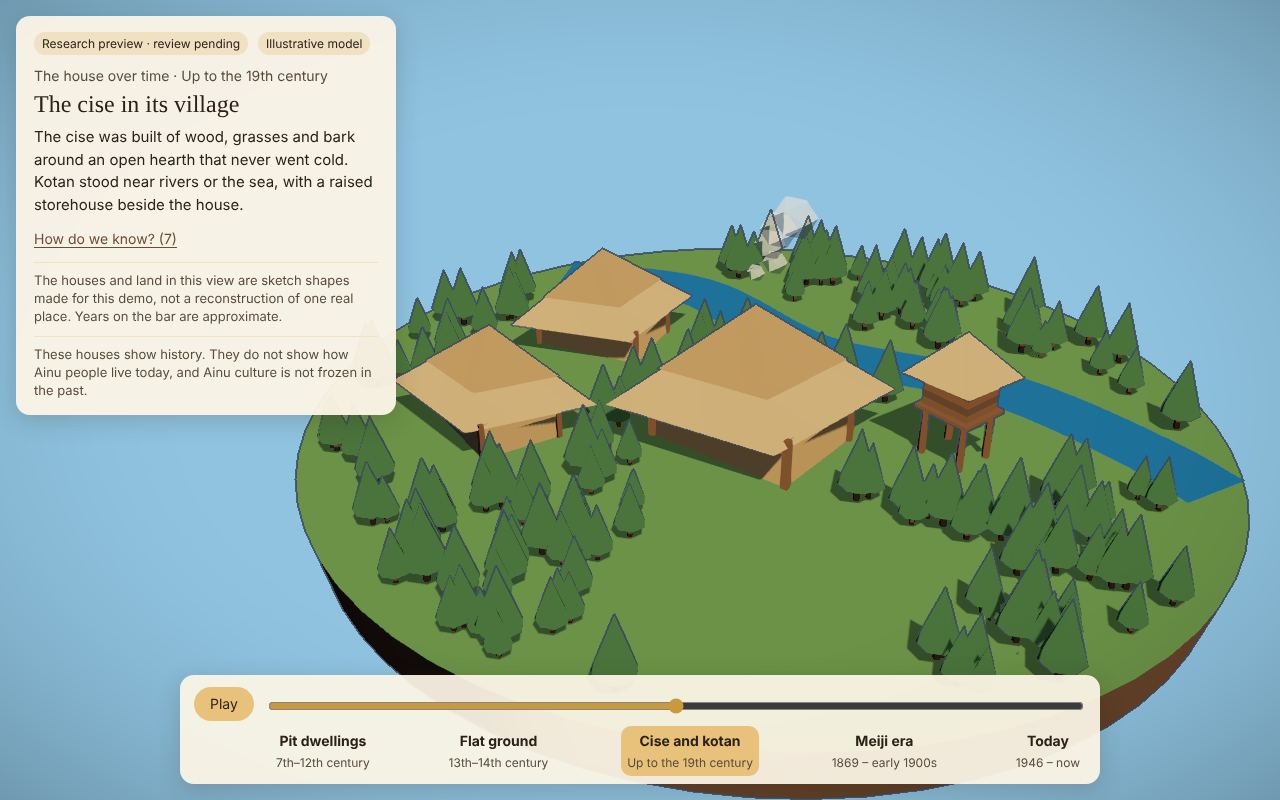 Research preview · review pending
Illustrative model
The house over time · Up to the 19th century
The cise in its village
The cise was built of wood, grasses and bark
around an open hearth that never went cold.
Kotan stood near rivers or the sea, with a raised
storehouse beside the house.
How do we know? (7)
The houses and land in this view are sketch shapes
made for this demo, not a reconstruction of one real
place. Years on the bar are approximate.
These houses show history. They do not show how
Ainu people live today, and Ainu culture is not frozen in
the past.
Play
Pit dwellings
7th–12th century
Flat ground
13th–14th century
Cise and kotan
Up to the 19th century
Meiji era
1869 – early 1900s
Today
1946 – now